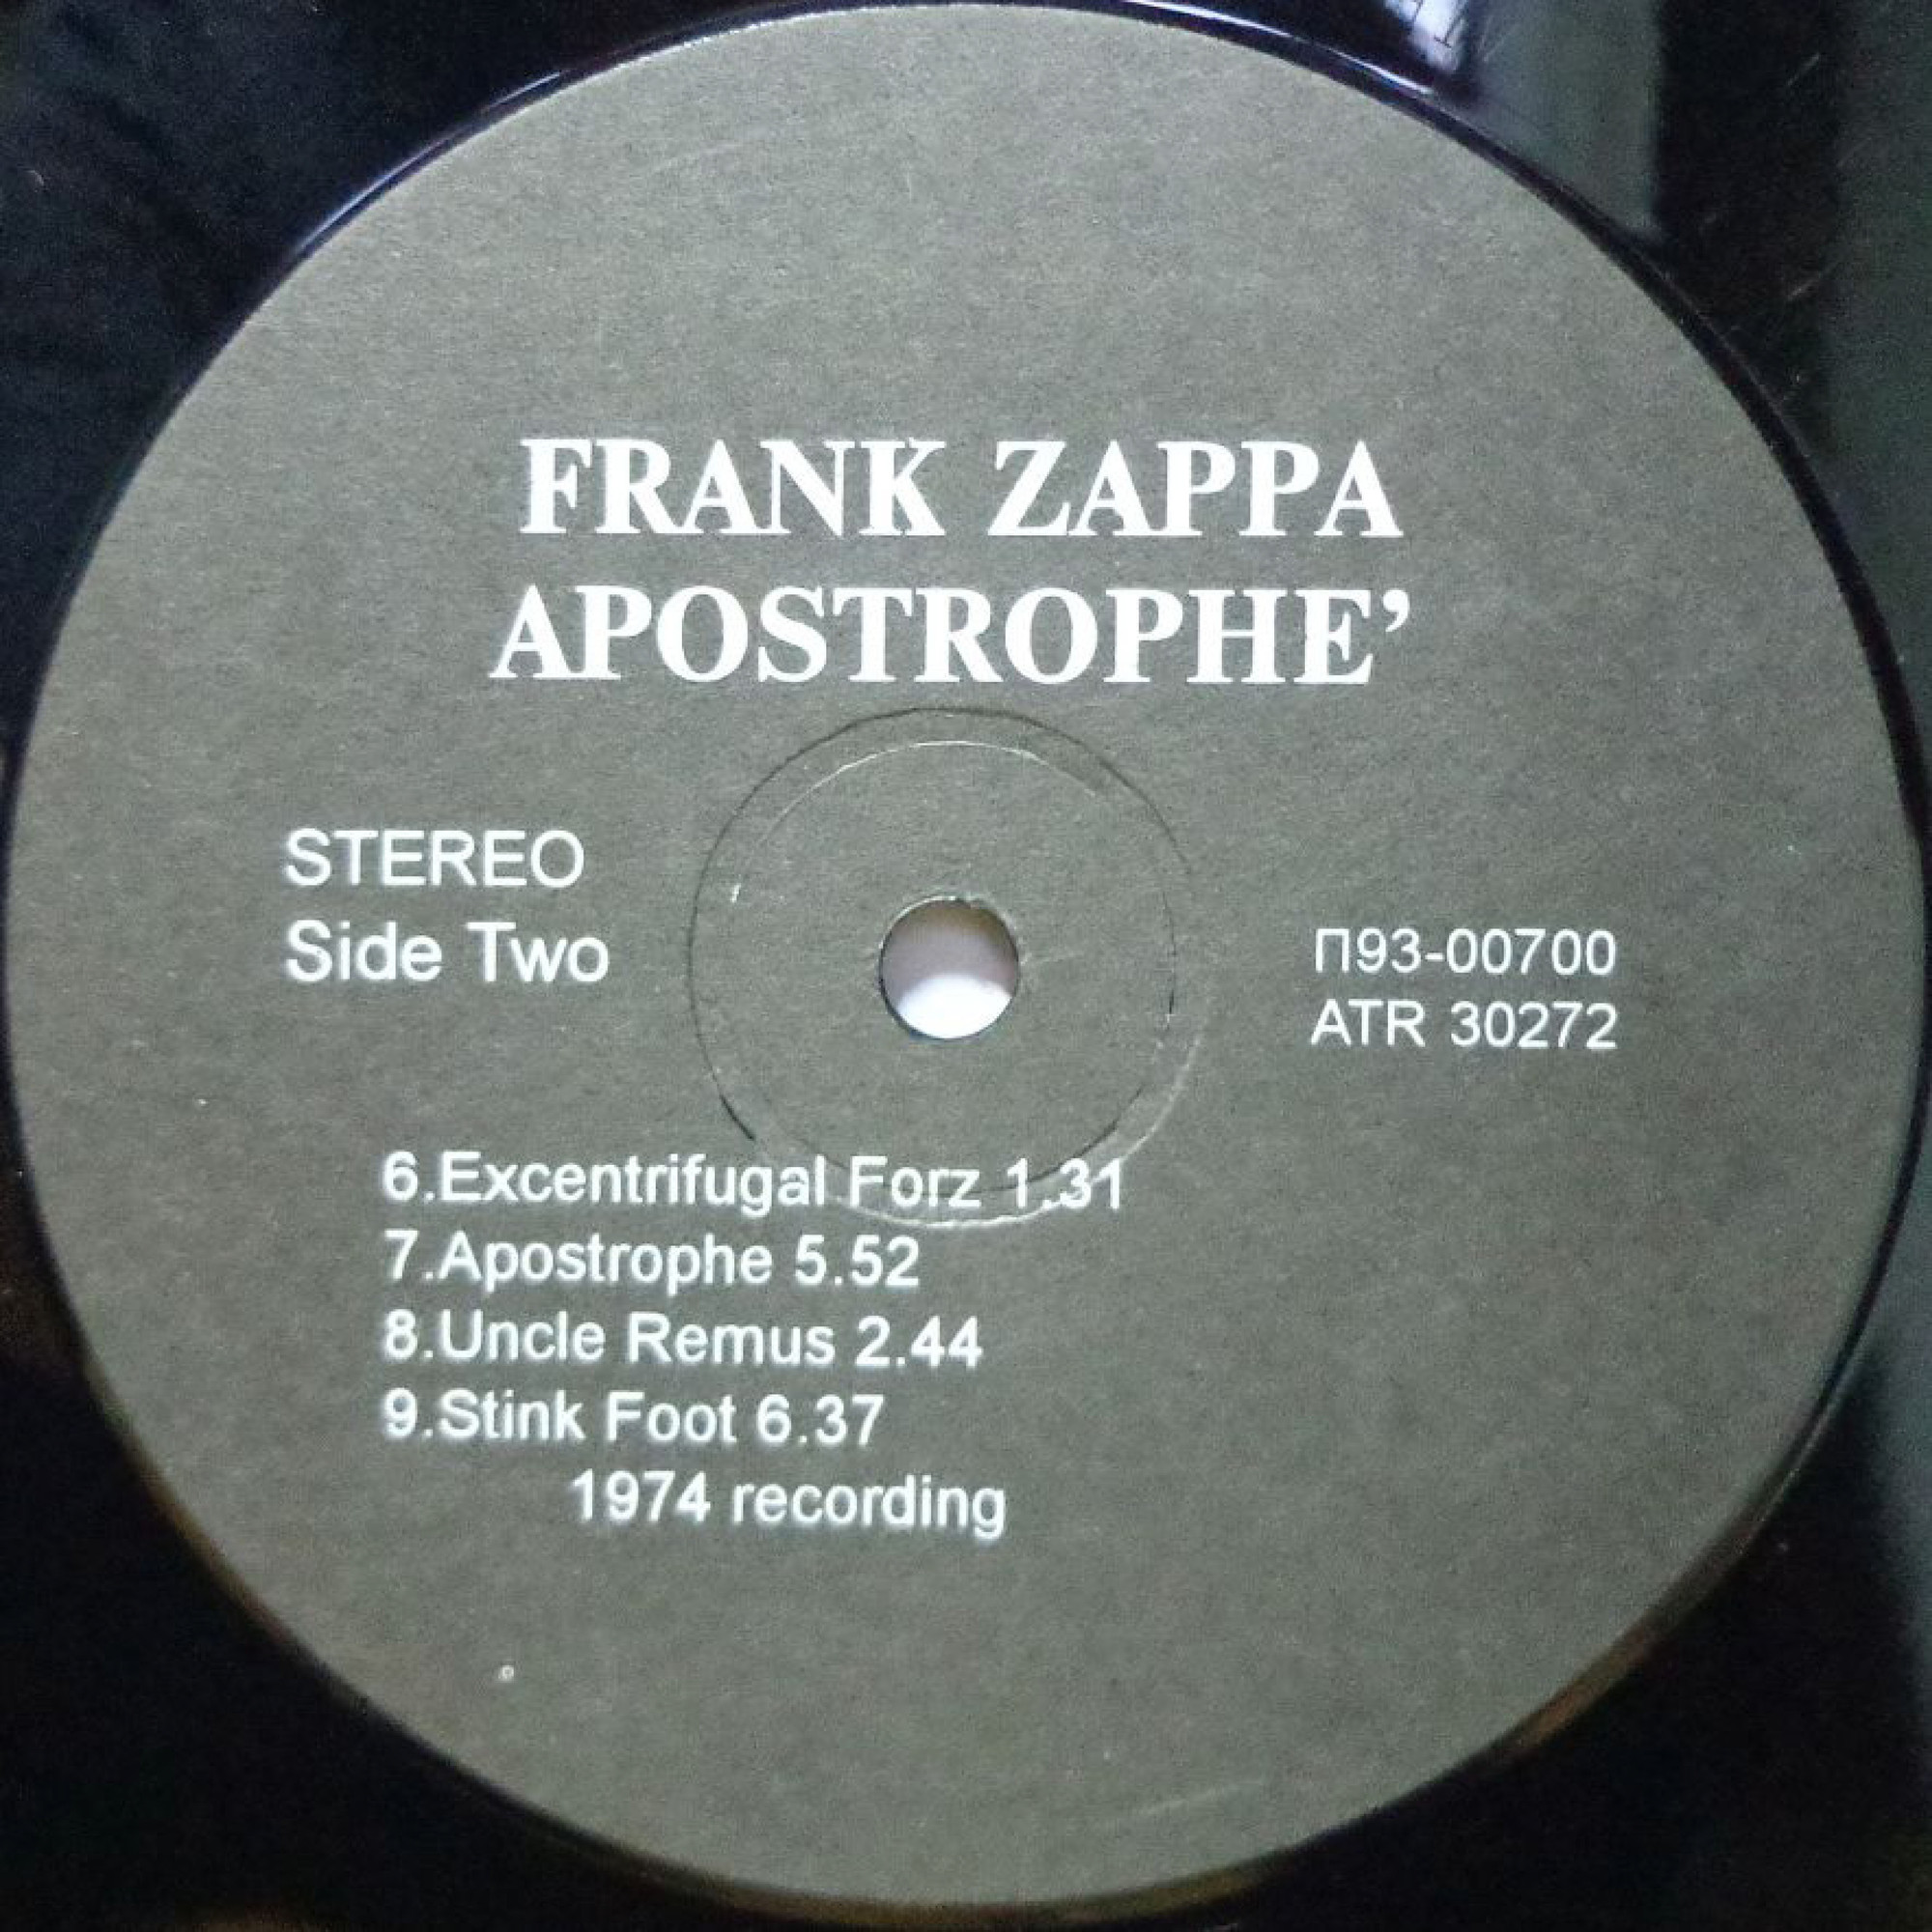 FRANK ZAPPA
APOSTROPHE’
STEREO
Side Two
П93-00700
ATR 30272
6.Excentrifugal Forz 1.31
7.Apostrophe 5.52
8.Uncle Remus 2.44
9.Stink Foot 6.37
1974 recording